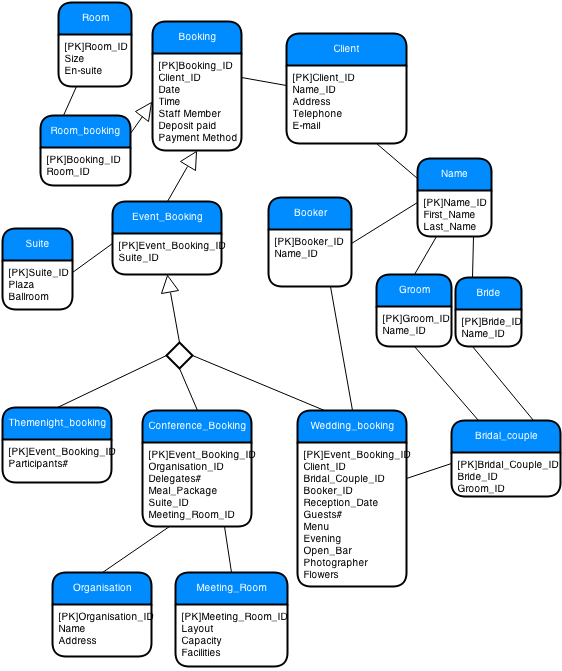 Room
[PK]Room_ID
Size
En-suite
Booking
[PK]Booking_ID
Client_ID
Date
Time
Staff Member
Deposit paid
Payment Method
Client
[PK]Client_ID
Name_ID
Address
Telephone
E-mail
Room_booking
[PK]Booking_ID
Room_ID
Name
[PK]Name_ID
First_Name
Last_Name
Event_Booking
[PK]Event_Booking_ID
Suite_ID
Booker
[PK]Booker_ID
Name_ID
Suite
[PK]Suite_ID
Plaza
Ballroom
Groom
[PK]Groom_ID
Name_ID
Bride
[PK]Bride_ID
Name_ID
Themenight_booking
[PK]Event_Booking_ID
Participants#
Conference_Booking
[PK]Event_Booking_ID
Organisation_ID
Delegates#
Meal_Package
Suite_ID
Meeting_Room_ID
Wedding_booking
[PK]Event_Booking_ID
Client_ID
Bridal_Couple_ID
Booker_ID
Reception_Date
Guests#
Menu
Evening
Open_Bar
Photographer
Flowers
Bridal_couple
[PK]Bridal_Couple_ID
Bride_ID
Groom_ID
Organisation
[PK]Organisation_ID
Name
Address
Meeting_Room
[PK]Meeting_Room_ID
Layout
Capacity
Facilities